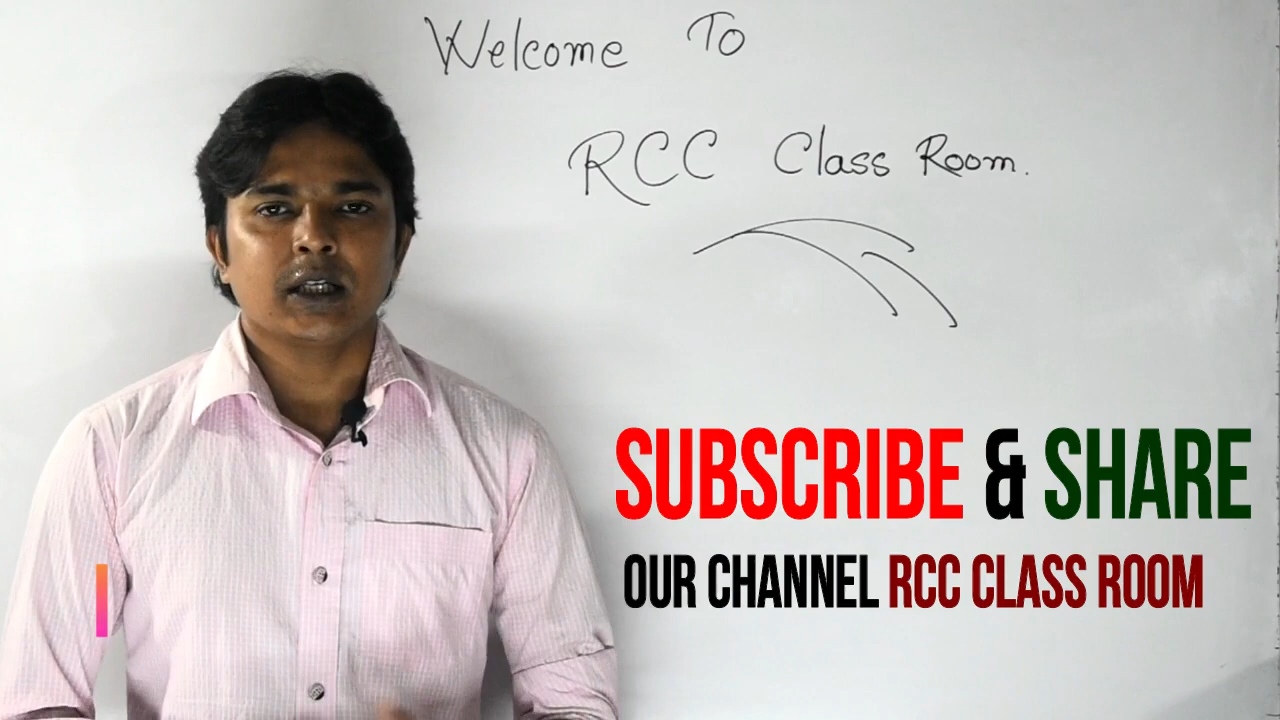 Welcome To
RCC Class Room.
SUBSCRIBE & SHARE
OUR CHANNEL RCC CLASS ROOM